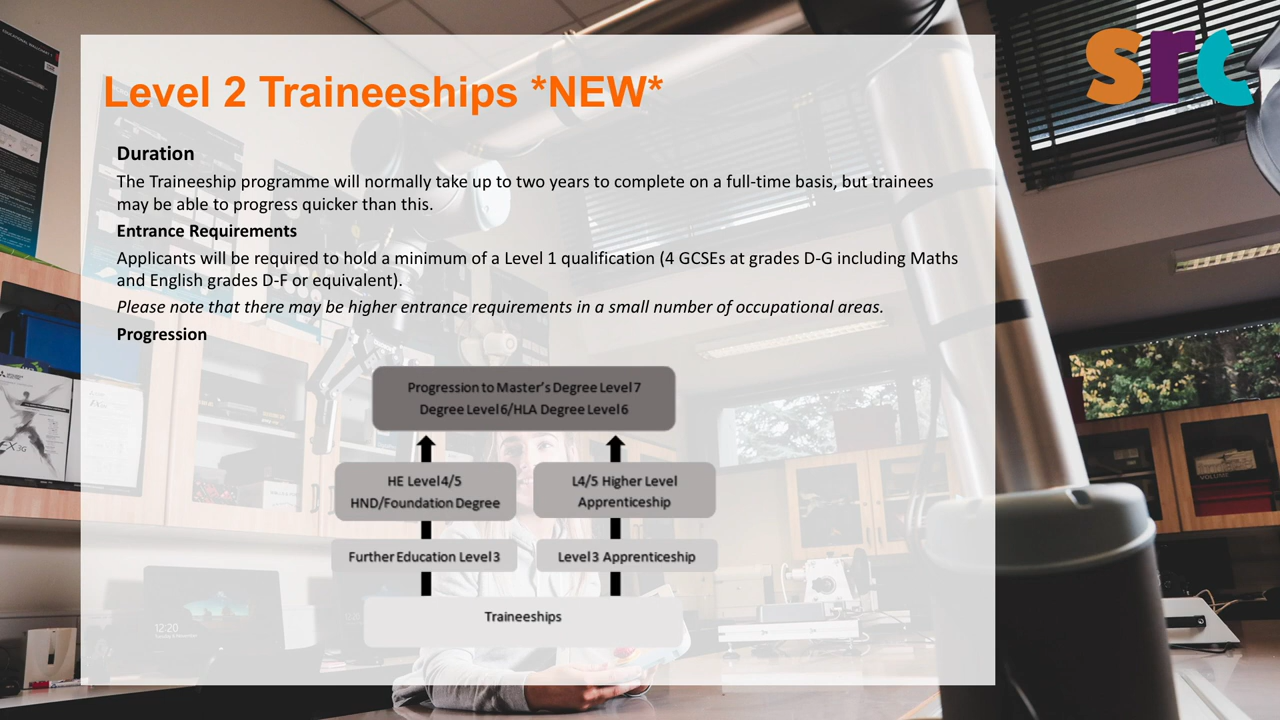 src
Level 2 Traineeships *NEW*
Duration
The Traineeship programme will normally take up to two years to complete on a full-time basis, but trainees
may be able to progress quicker than this.
Entrance Requirements
Applicants will be required to hold a minimum of a Level 1 qualification (4 GCSEs at grades D-G including Maths
and English grades D-F or equivalent).
Please note that there may be higher entrance requirements in a small number of occupational areas.
Progression
Progression to Master's Degree Level 7
Degree Level 6/HLA Degree Level 6
HE Level 4/5
HND/Foundation Degree
L4/5 Higher Level
Apprenticeship
Further Education Level 3
Level 3 Apprenticeship
Traineeships
12:20